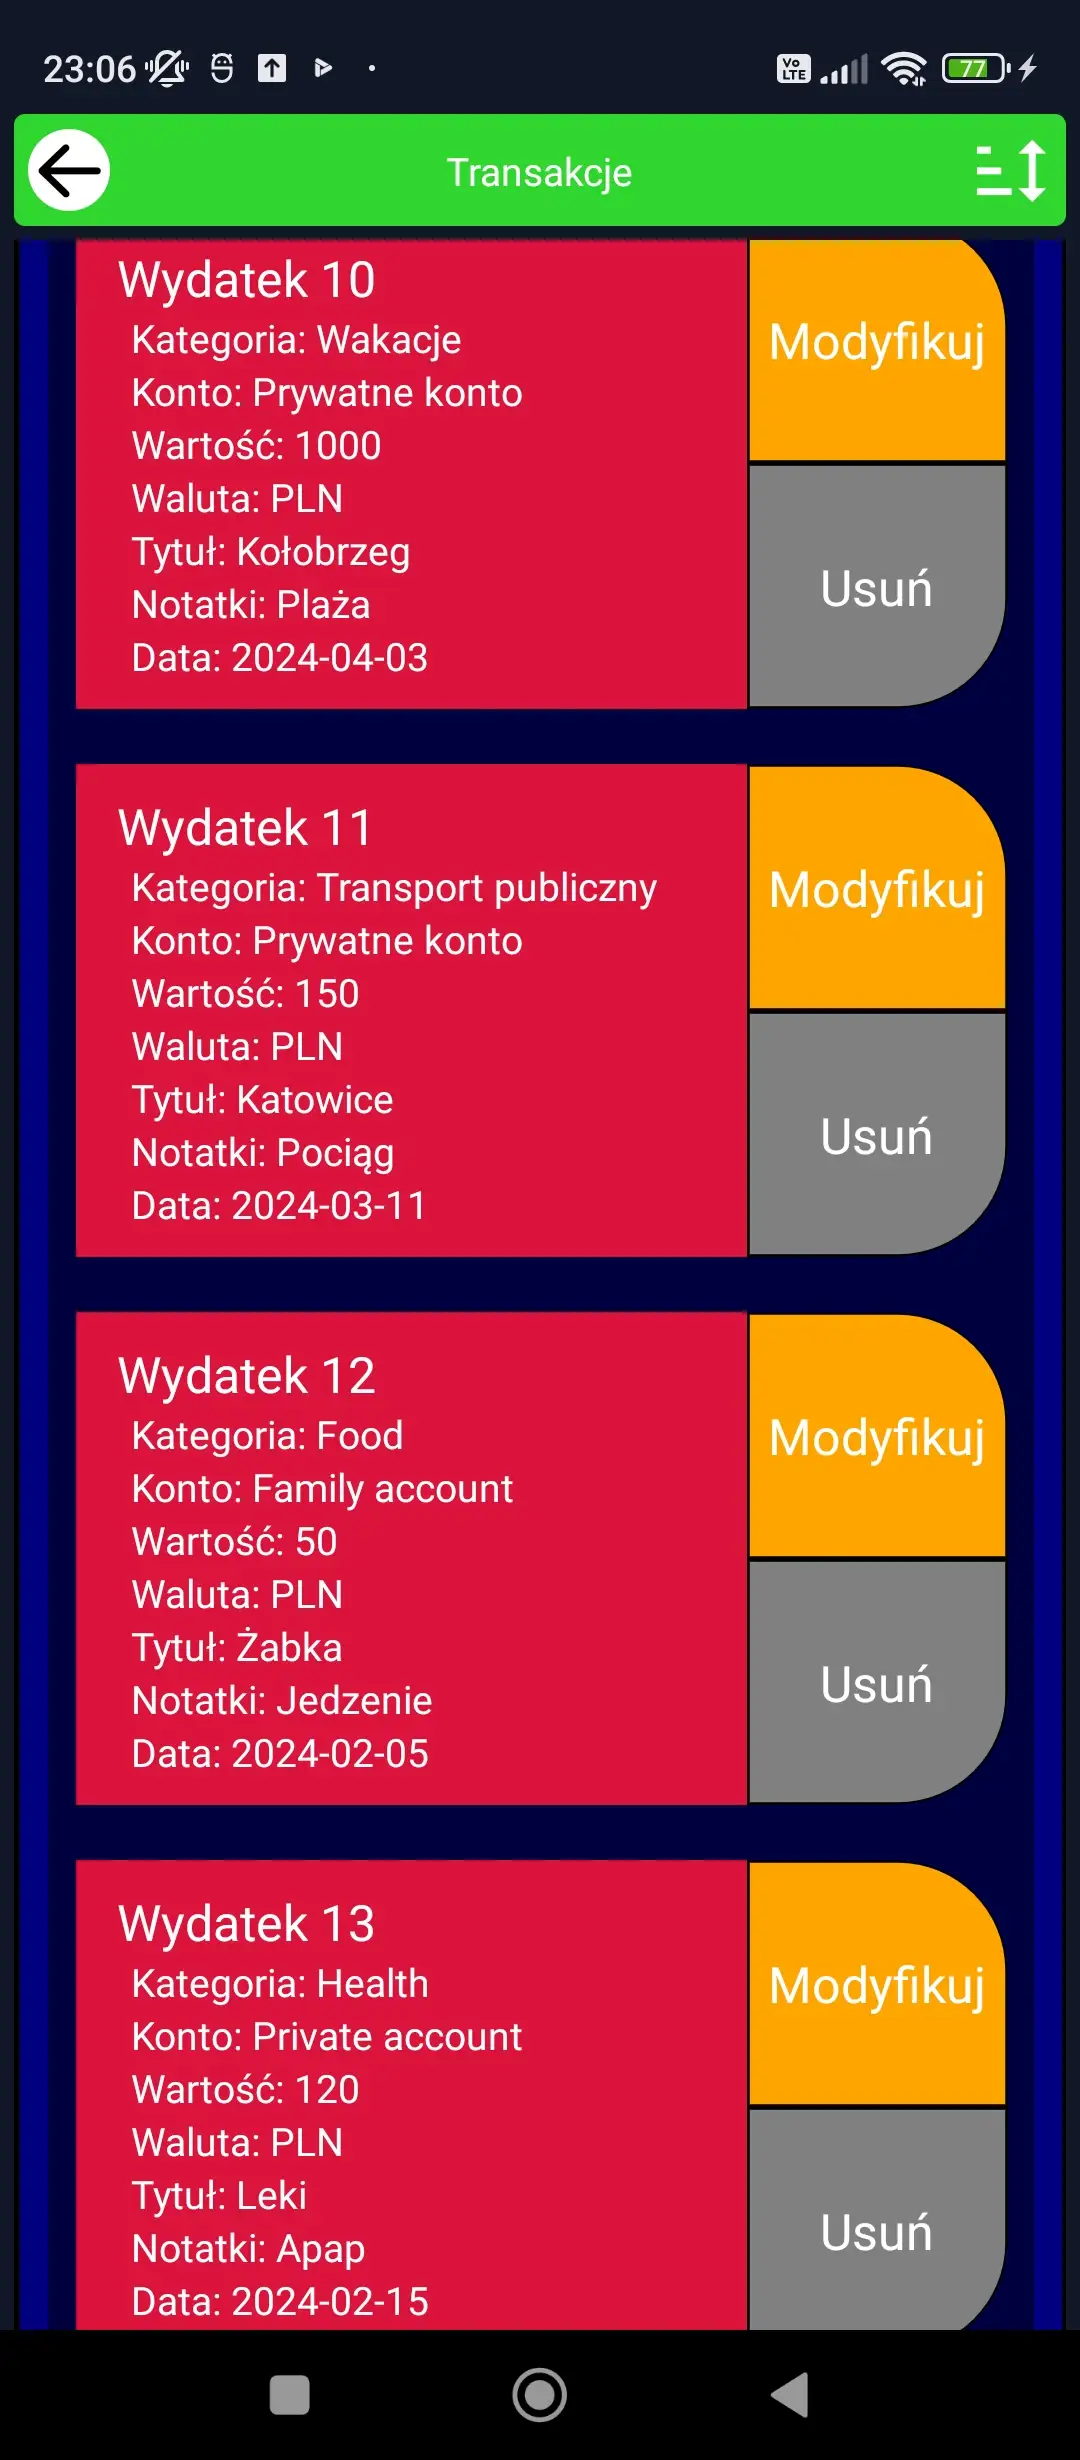 23:06
Vo LTE
77
Transakcje
Wydatek 10
Kategoria: Wakacje
Konto: Prywatne konto
Wartość: 1000
Waluta: PLN
Tytuł: Kołobrzeg
Notatki: Plaża
Data: 2024-04-03
Modyfikuj
Usuń
Wydatek 11
Kategoria: Transport publiczny
Konto: Prywatne konto
Wartość: 150
Waluta: PLN
Tytuł: Katowice
Notatki: Pociąg
Data: 2024-03-11
Modyfikuj
Usuń
Wydatek 12
Kategoria: Food
Konto: Family account
Wartość: 50
Waluta: PLN
Tytuł: Żabka
Notatki: Jedzenie
Data: 2024-02-05
Modyfikuj
Usuń
Wydatek 13
Kategoria: Health
Konto: Private account
Wartość: 120
Waluta: PLN
Tytuł: Leki
Notatki: Apap
Data: 2024-02-15
Modyfikuj
Usuń